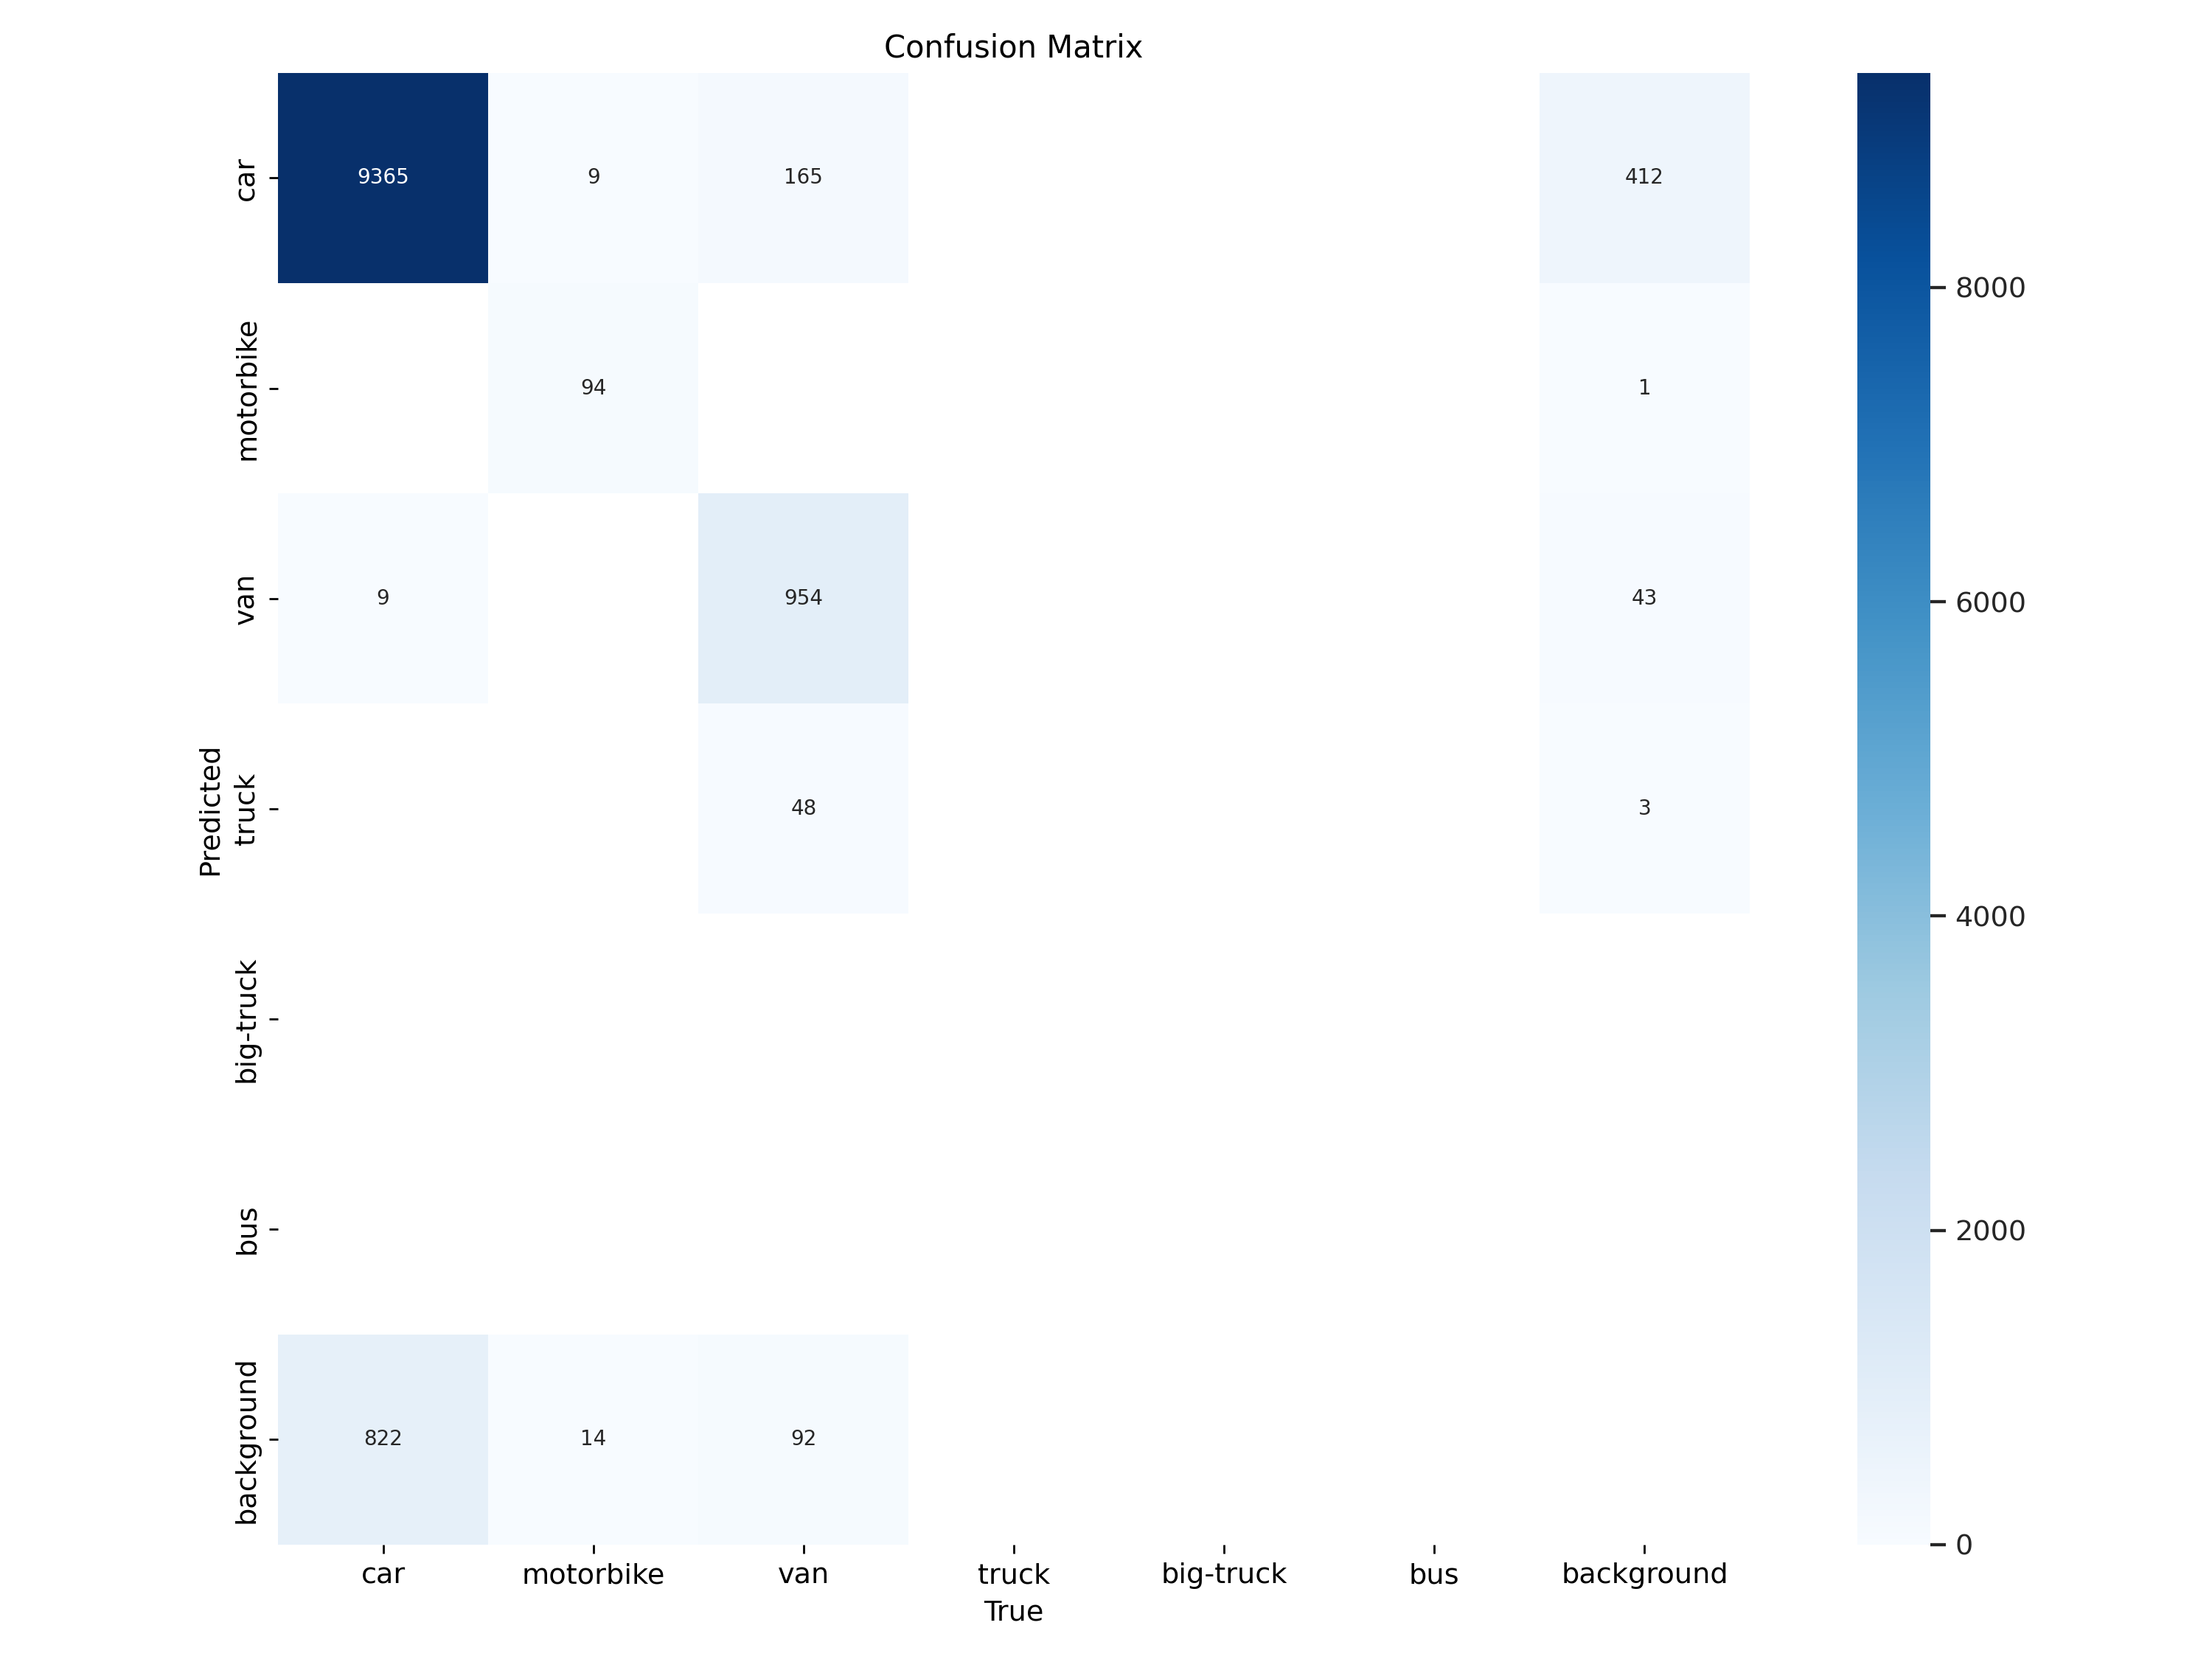 Confusion Matrix
car
9365
9
165
412
8000
motorbike
94
1
van
9
954
43
6000
Predicted
truck
48
3
4000
big-truck
bus
2000
background
822
14
92
0
car
motorbike
van
truck
big-truck
bus
background
True